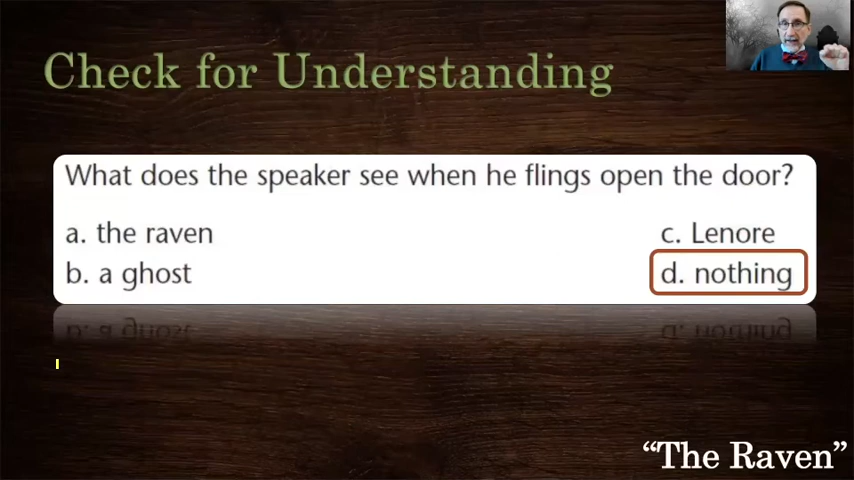 Check for Understanding
What does the speaker see when he flings open the door?
a. the raven
c. Lenore
b. a ghost
d. nothing
“The Raven”